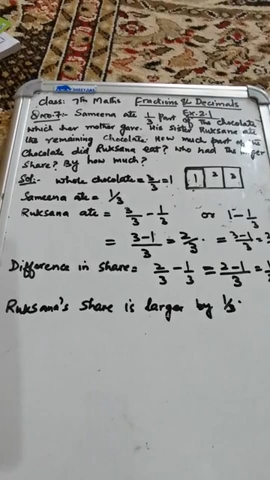 Class: 7th Maths Fractions & Decimals
Q.No.7:- Sameena ate 1/3 part of the chocolate Ex.2.1
which her mother gave. His sister Ruksane ate
the remaining chocolate. How much part of the
Chocolate did Ruksana eat? Who had the larger
Share? By how much?
Sol:- Whole chocolate = 3/3 = 1 1 2 3
Sameena ate = 1/3
Ruksana ate = 3/3 - 1/3 or 1 - 1/3
= 3-1/3 = 2/3. = 3-1/3 =
Difference in share = 2/3 - 1/3 = 2-1/3 =
Ruksana's Share is larger by 1/3.